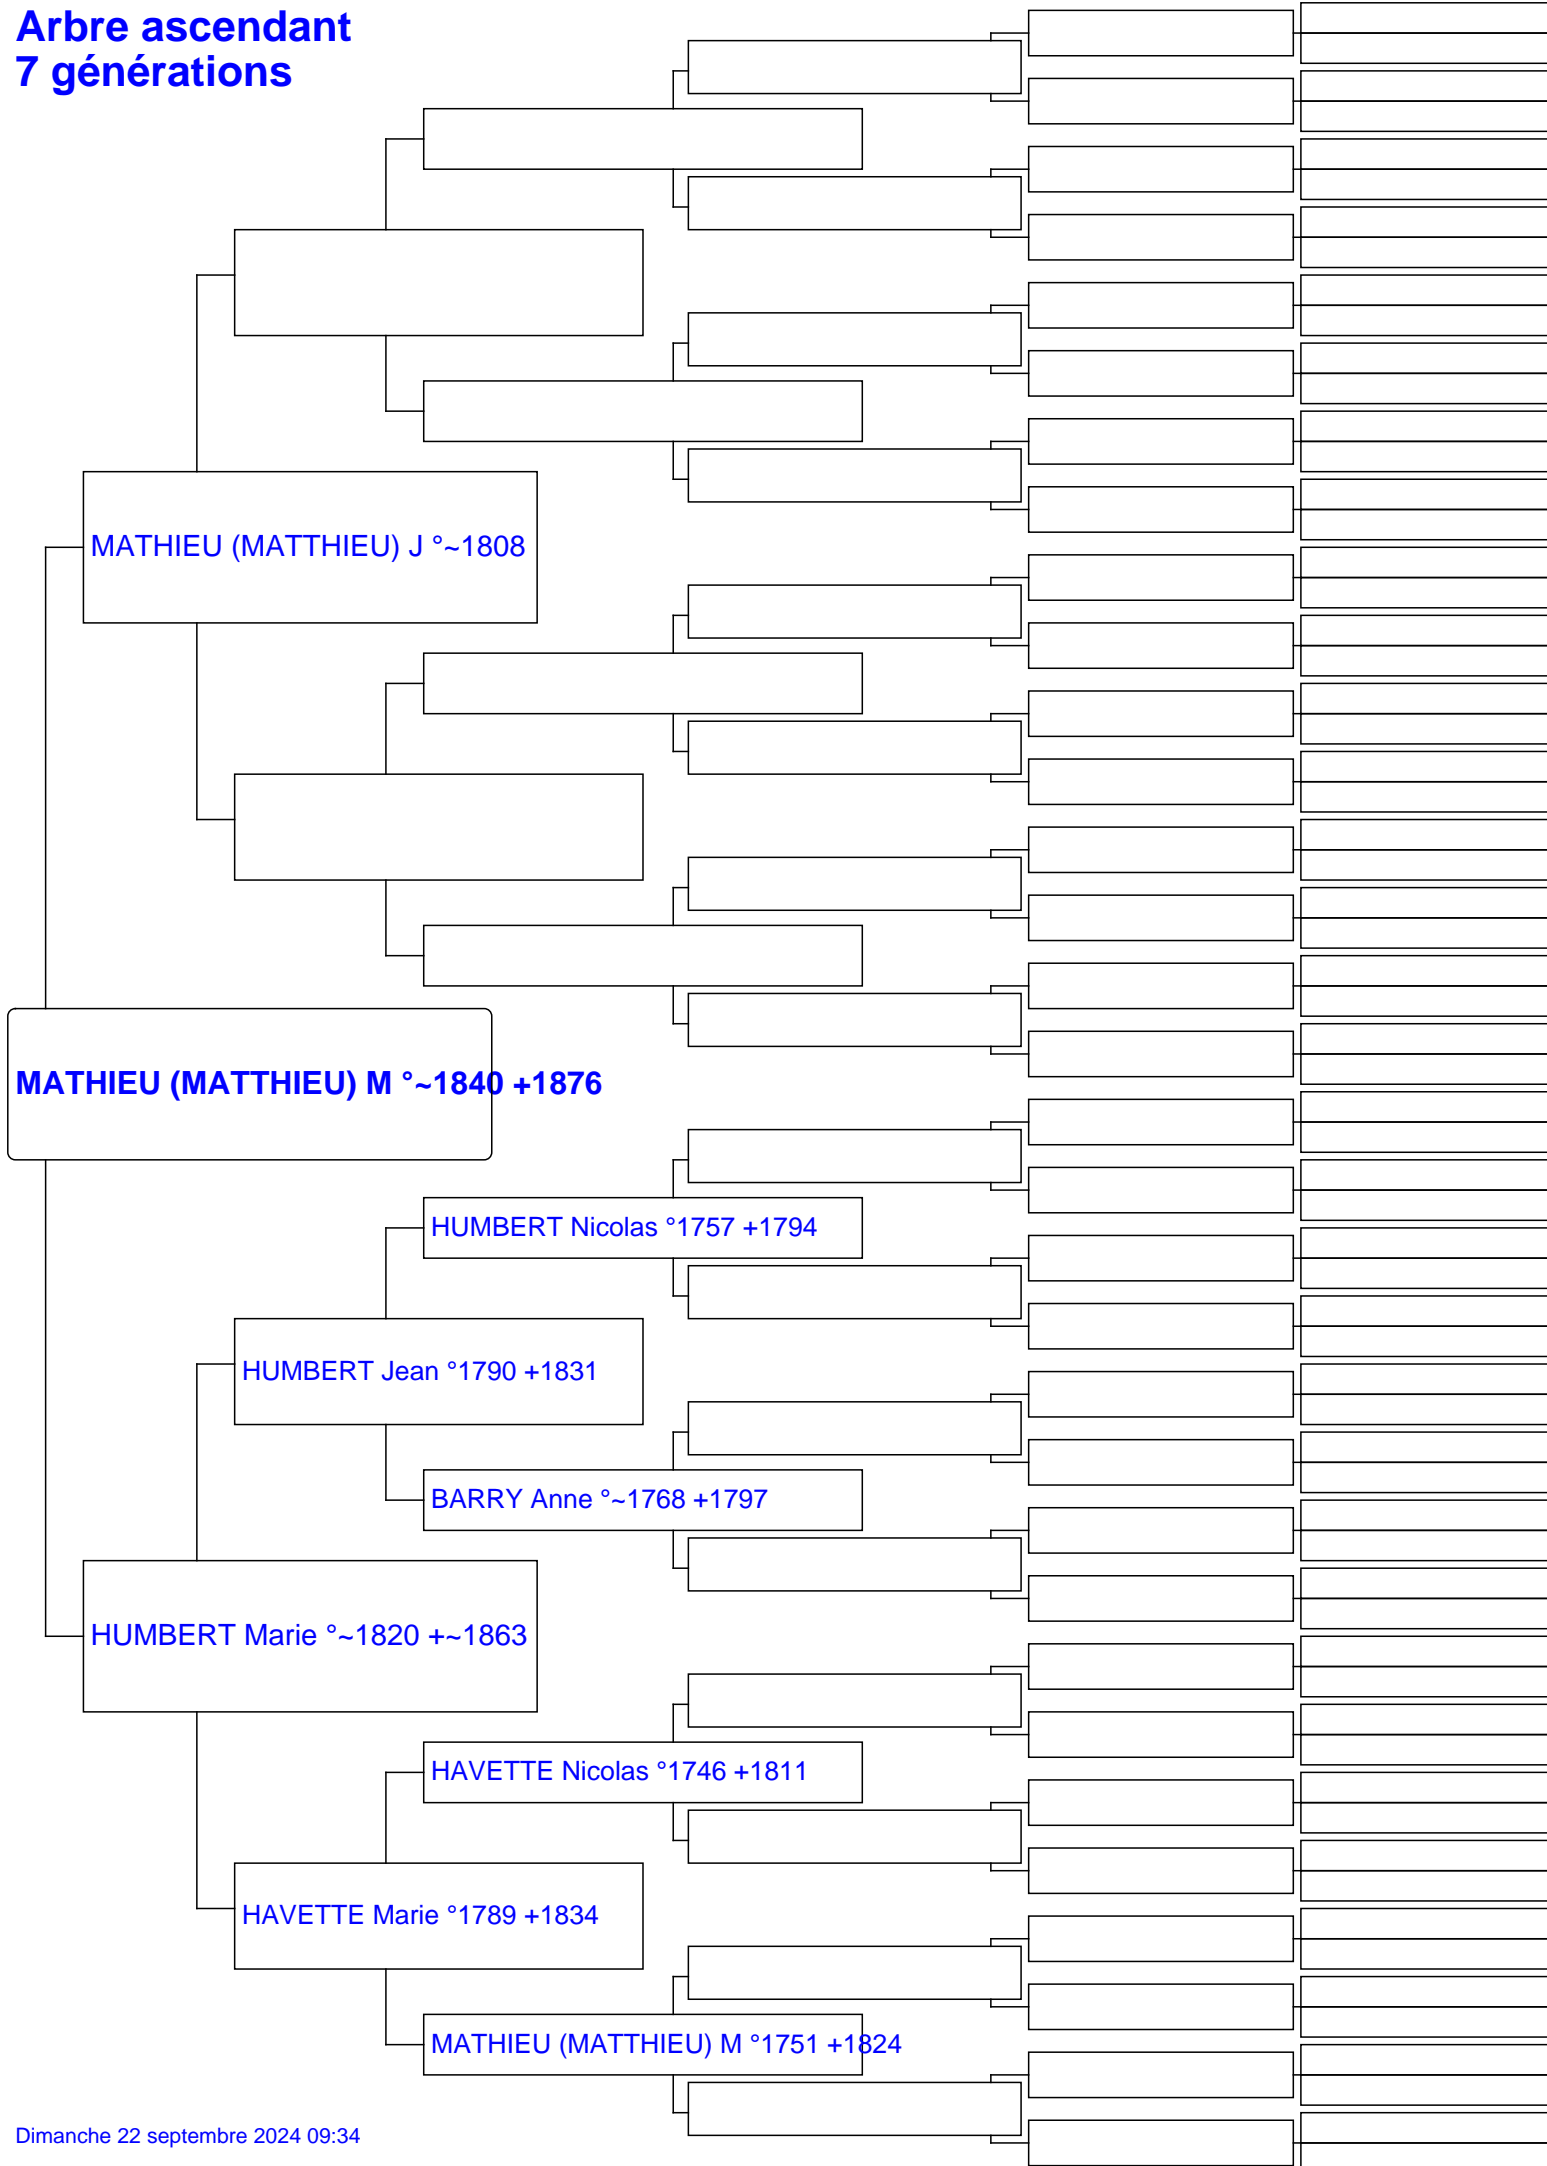 Arbre ascendant
7 générations
MATHIEU (MATTHIEU) J °~1808
MATHIEU (MATTHIEU) M °~1840 +1876
HUMBERT Nicolas °1757 +1794
HUMBERT Jean °1790 +1831
BARRY Anne °~1768 +1797
HUMBERT Marie °~1820 +~1863
HAVETTE Nicolas °1746 +1811
HAVETTE Marie °1789 +1834
MATHIEU (MATTHIEU) M °1751 +1824
Dimanche 22 septembre 2024 09:34